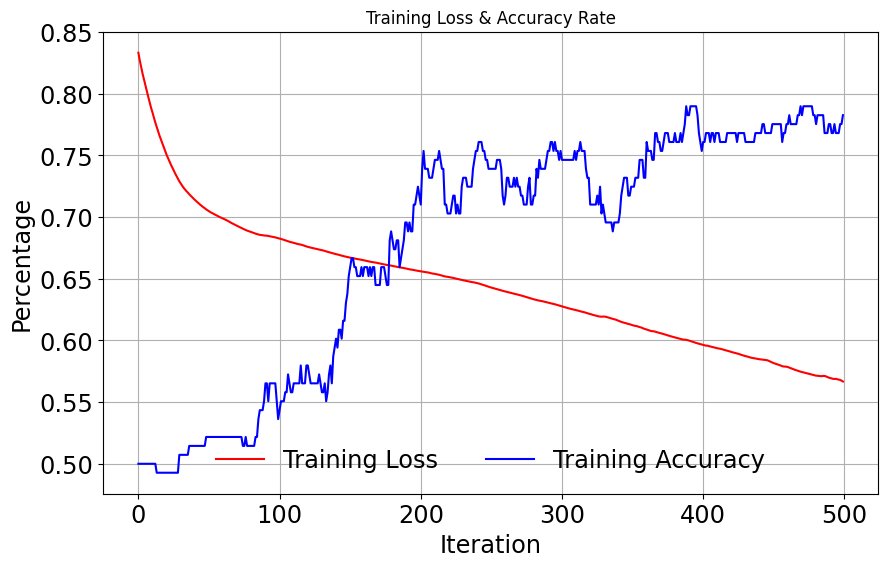 Training Loss & Accuracy Rate
0.85
0.80
0.75
0.70
0.65
0.60
0.55
0.50
Percentage
Training Loss Training Accuracy
0 100 200 300 400 500
Iteration